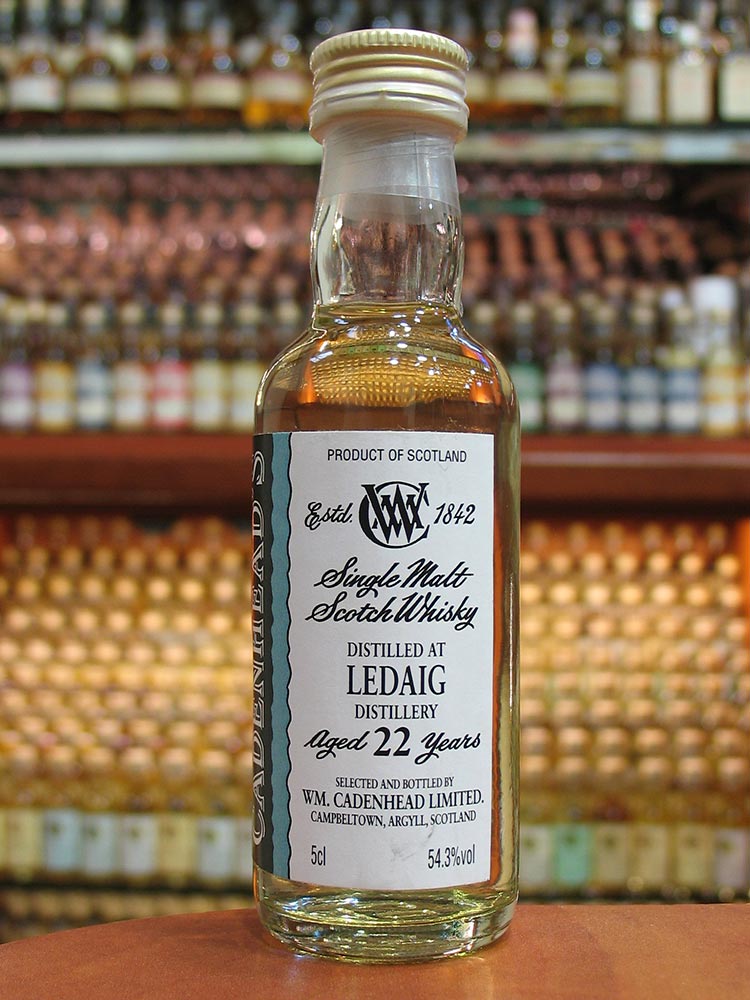 CADENHEAD'S
PRODUCT OF SCOTLAND
Estd. WMC 1842
Single Malt
Scotch Whisky
DISTILLED AT
LEDAIG
DISTILLERY
Aged 22 Years
SELECTED AND BOTTLED BY
WM. CADENHEAD LIMITED.
CAMPBELTOWN, ARGYLL, SCOTLAND
5cl 54.3%vol